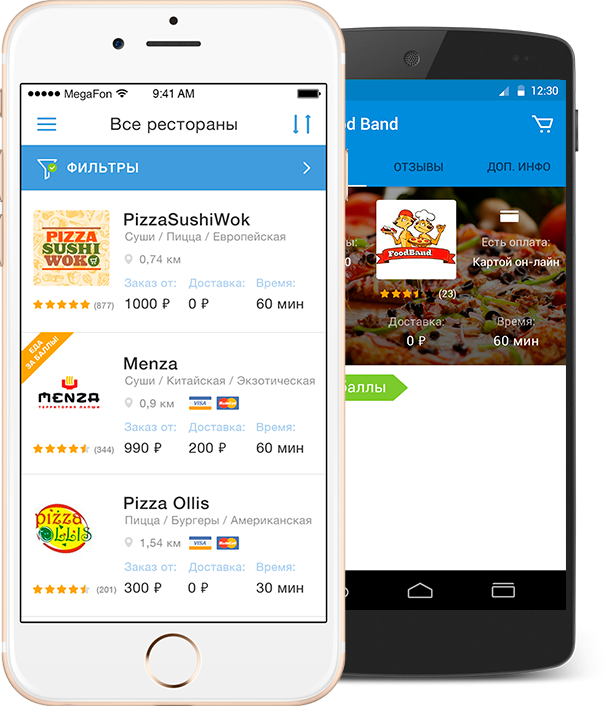 MegaFon 9:41 AM
Все рестораны
ФИЛЬТРЫ
PIZZA SUSHI WOK
PizzaSushiWok
Суши / Пицца / Европейская
0,74 км
Заказ от: Доставка: Время:
(877) 1000 ₽ 0 ₽ 60 мин
ЕДА
ЗА БАЛЛЫ
MENZA
ТЕРРИТОРИЯ ЛАПШИ
Menza
Суши / Китайская / Экзотическая
0,9 км VISA MasterCard
Заказ от: Доставка: Время:
(344) 990 ₽ 200 ₽ 60 мин
pizza
OLLIS
Pizza Ollis
Пицца / Бургеры / Американская
1,54 км VISA MasterCard
Заказ от: Доставка: Время:
(201) 300 ₽ 0 ₽ 30 мин
12:30
od Band
ОТЗЫВЫ ДОП. ИНФО
FoodBand
ы: Есть оплата:
0 Картой он-лайн
(23)
Доставка: Время:
0 ₽ 60 мин
баллы